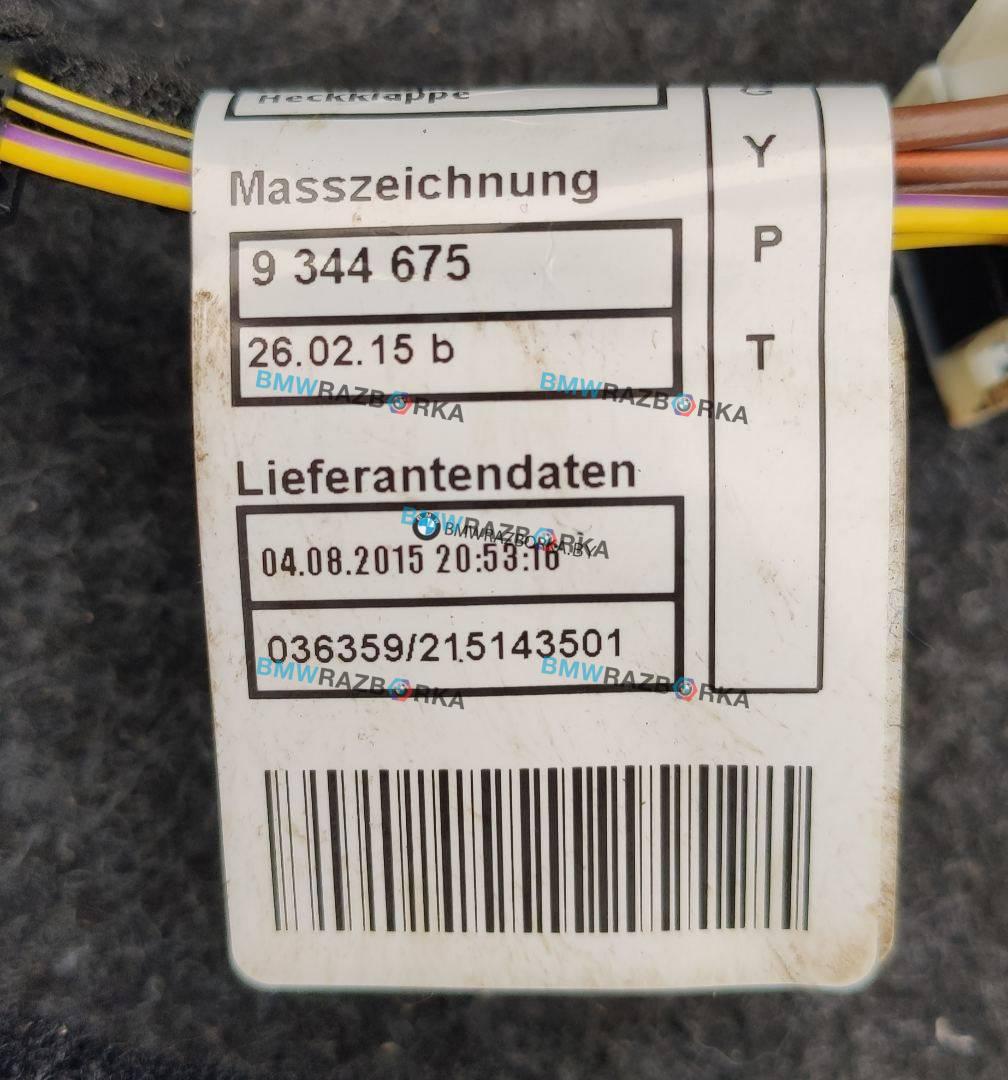 Heckklappe
G
Y
P
T
Masszeichnung
9 344 675
26.02.15 b
BMWRAZBORKA
BMWRAZBORKA
Lieferantendaten
BMWRAZBORKA
BMWRAZBORKA.BY
04.08.2015 20:53:16
036359/215143501
BMWRAZBORKA
BMWRAZBORKA